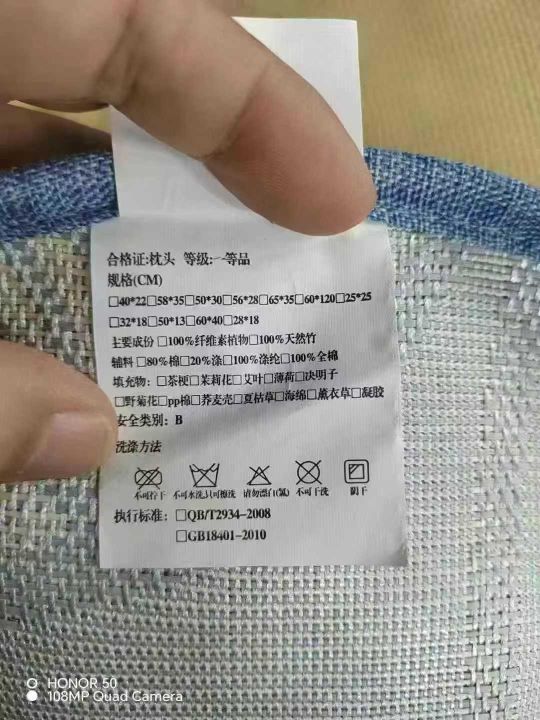 合格证:枕头 等级:一等品
规格(CM)
□40*22□58*35□50*30□56*28□65*35□60*120□25*25
□32*18□50*13□60*40□28*18
主要成份□100%纤维素植物□100%天然竹
辅料□80%棉□20%涤□100%涤纶□100%全棉
填充物：□茶梗□茉莉花□艾叶□薄荷□决明子
□野菊花□pp棉□荞麦壳□夏枯草□海绵□薰衣草□凝胶
安全类别：B
洗涤方法
不可拧干 不可水洗,只可擦洗 请勿漂白(氯) 不可干洗 阴干
执行标准：□QB/T2934-2008
□GB18401-2010
HONOR 50
108MP Quad Camera